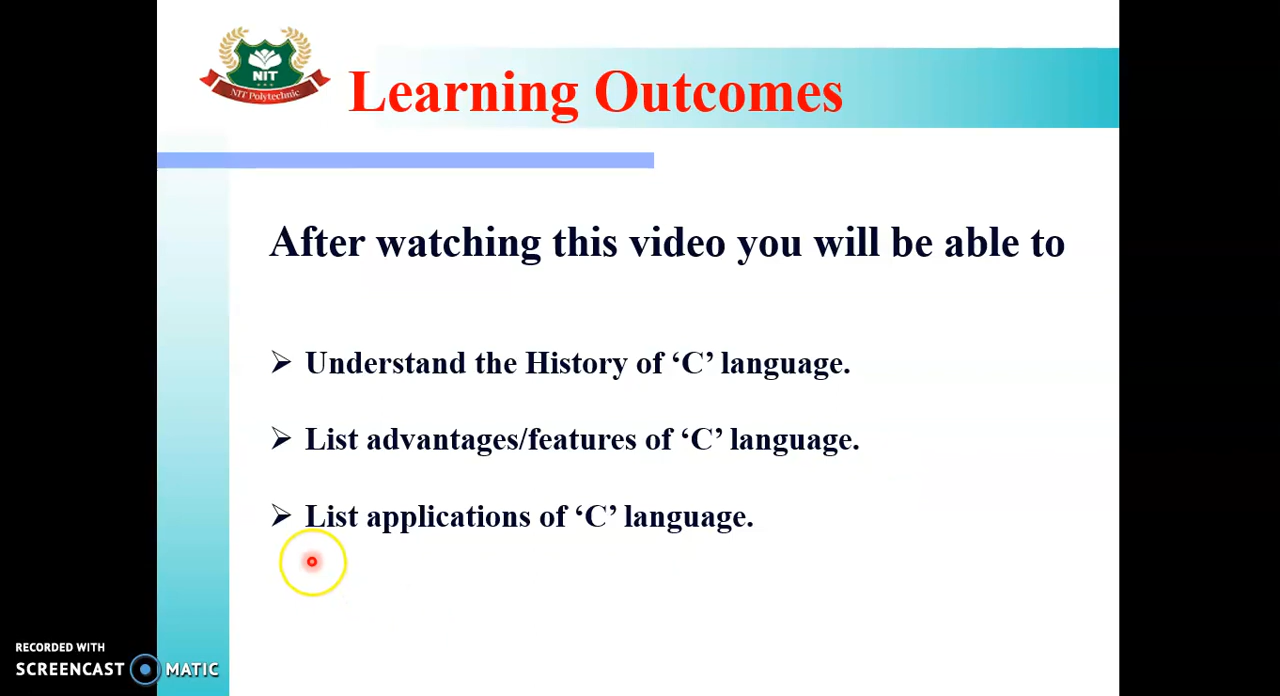 NIT
NIT Polytechnic
Learning Outcomes
After watching this video you will be able to
➢ Understand the History of ‘C’ language.
➢ List advantages/features of ‘C’ language.
➢ List applications of ‘C’ language.
RECORDED WITH
SCREENCAST MATIC